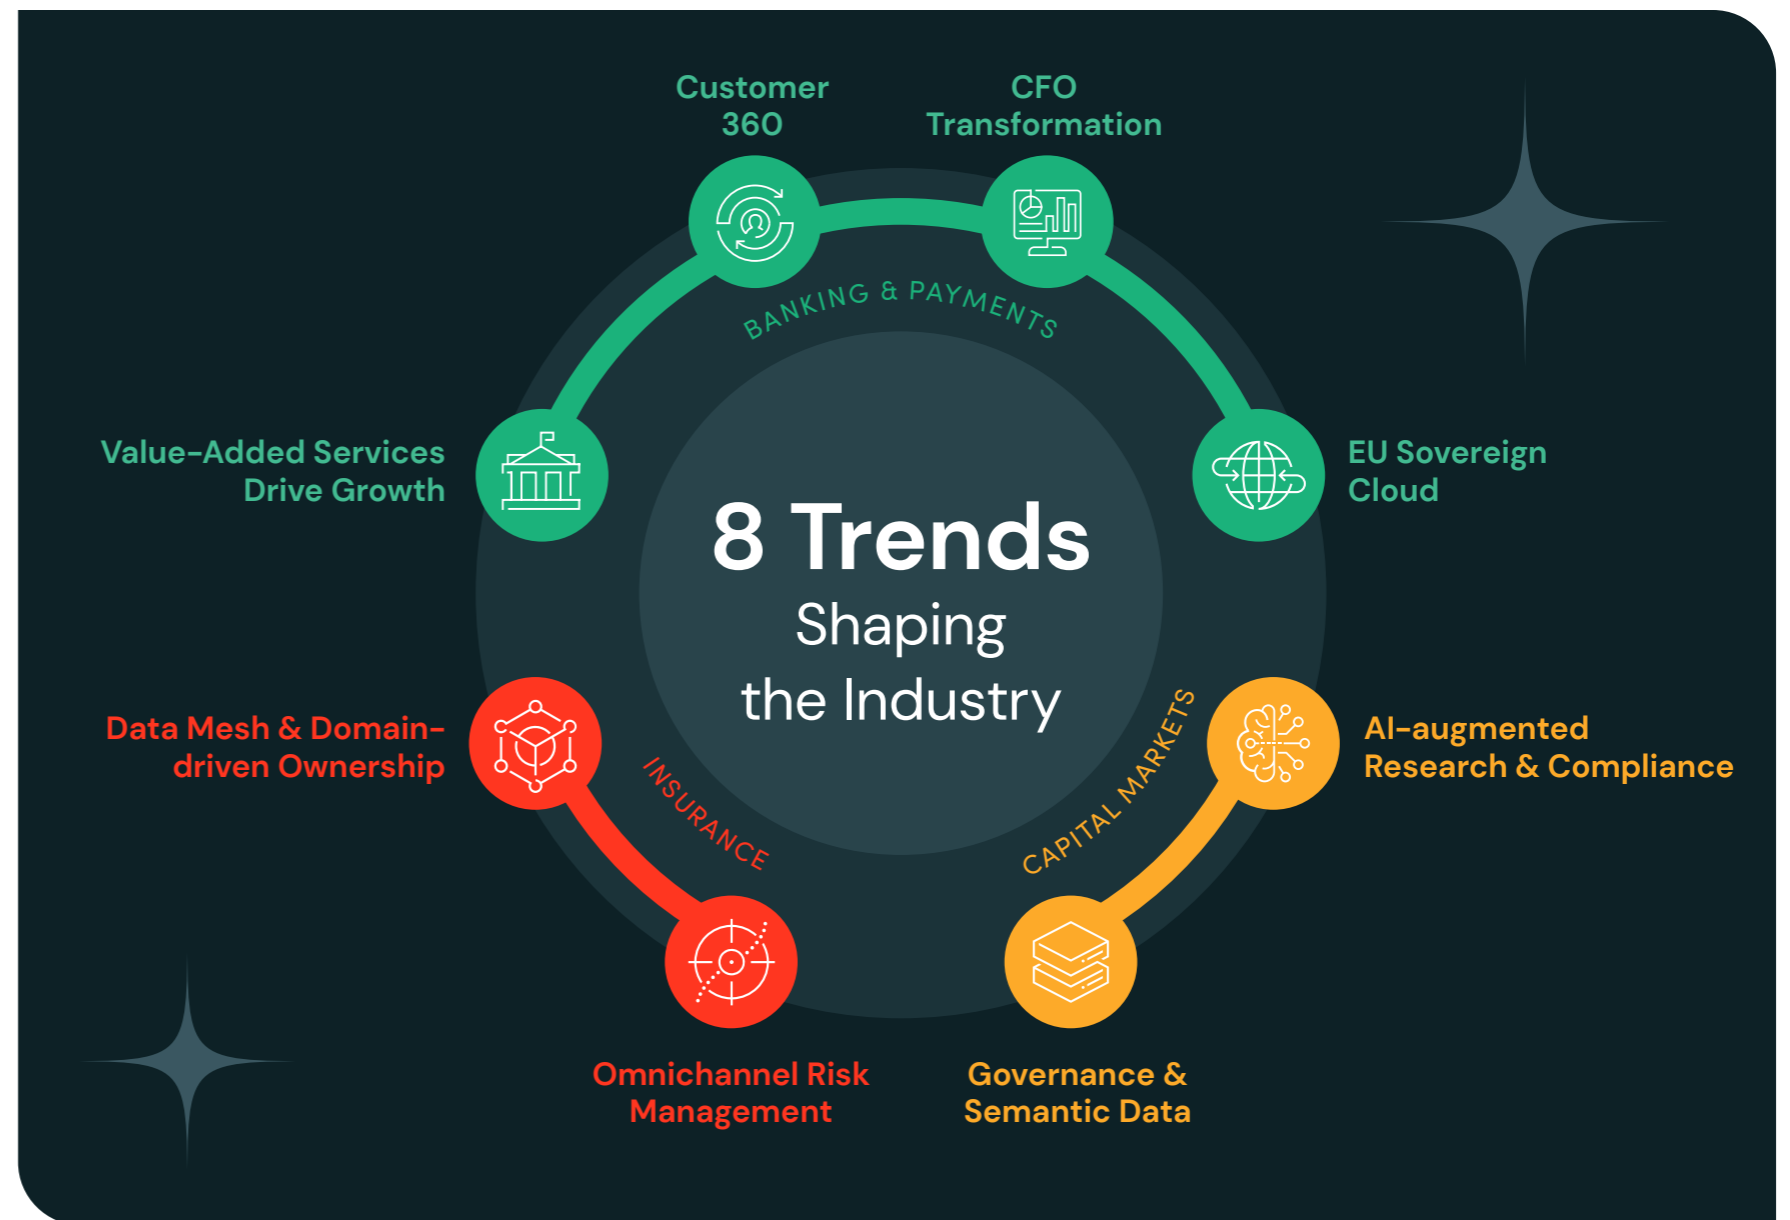 Customer
360
CFO
Transformation
BANKING & PAYMENTS
Value-Added Services
Drive Growth
EU Sovereign
Cloud
8 Trends
Shaping
the Industry
Data Mesh & Domain-
driven Ownership
INSURANCE
CAPITAL MARKETS
AI-augmented
Research & Compliance
Omnichannel Risk
Management
Governance &
Semantic Data